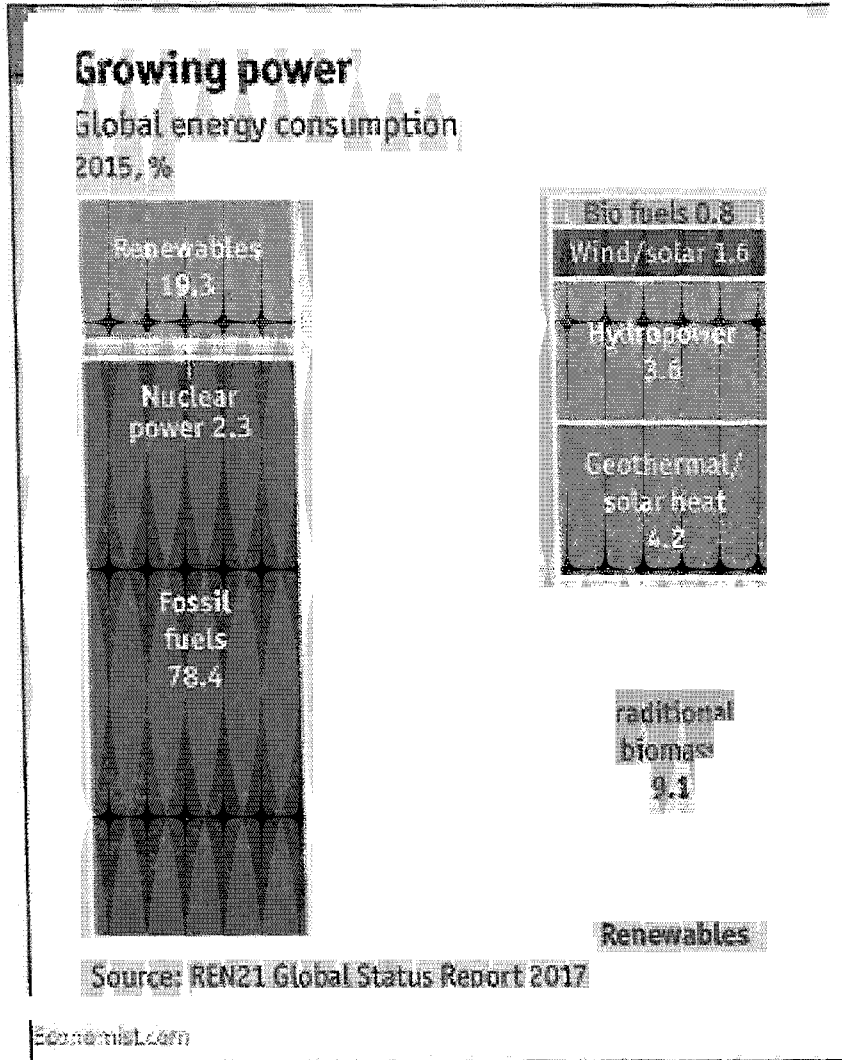 Growing power
Global energy consumption
2015, %
Renewables
19.3
Nuclear
power 2.3
Fossil
fuels
78.4
Bio fuels 0.8
Wind/solar 1.6
Hydropower
3.6
Geothermal/
solar heat
4.2
raditional
biomass
9.1
Renewables
Source: REN21 Global Status Report 2017
Economist.com